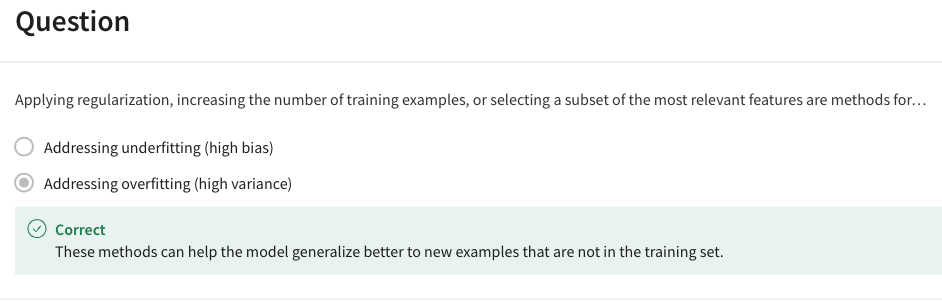 Question
Applying regularization, increasing the number of training examples, or selecting a subset of the most relevant features are methods for…
Addressing underfitting (high bias)
Addressing overfitting (high variance)
Correct
These methods can help the model generalize better to new examples that are not in the training set.